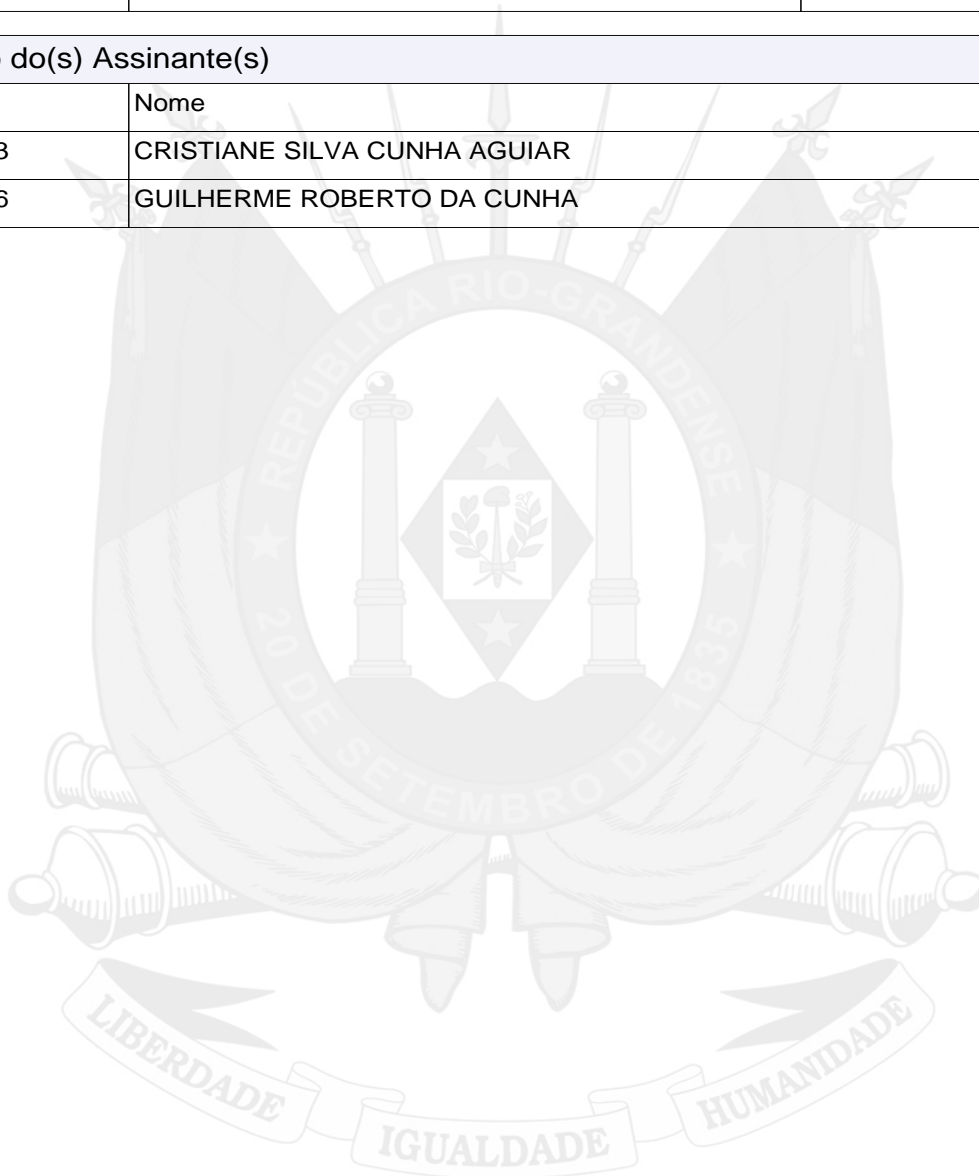 do(s) Assinante(s)
Nome
3 CRISTIANE SILVA CUNHA AGUIAR
6 GUILHERME ROBERTO DA CUNHA
REPÚBLICA RIO-GRANDENSE
20 DE SETEMBRO DE 1835
LIBERDADE IGUALDADE HUMANIDADE